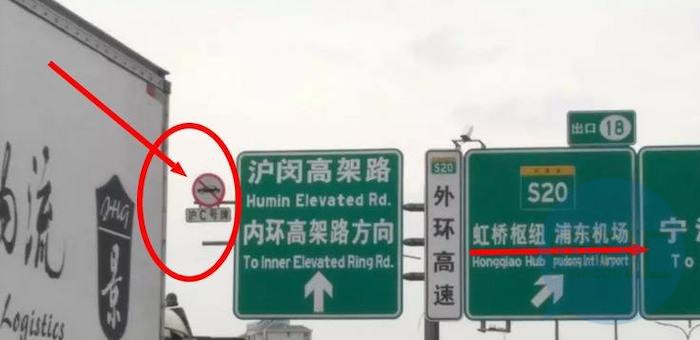 流
景
Logistics
沪C号牌
沪闵高架路
Humin Elevated Rd.
内环高架路方向
To Inner Elevated Ring Rd.
S20
外环高速
出口 18
S20
虹桥枢纽 浦东机场
Hongqiao Hub pudong Int'l Airport
宁
To